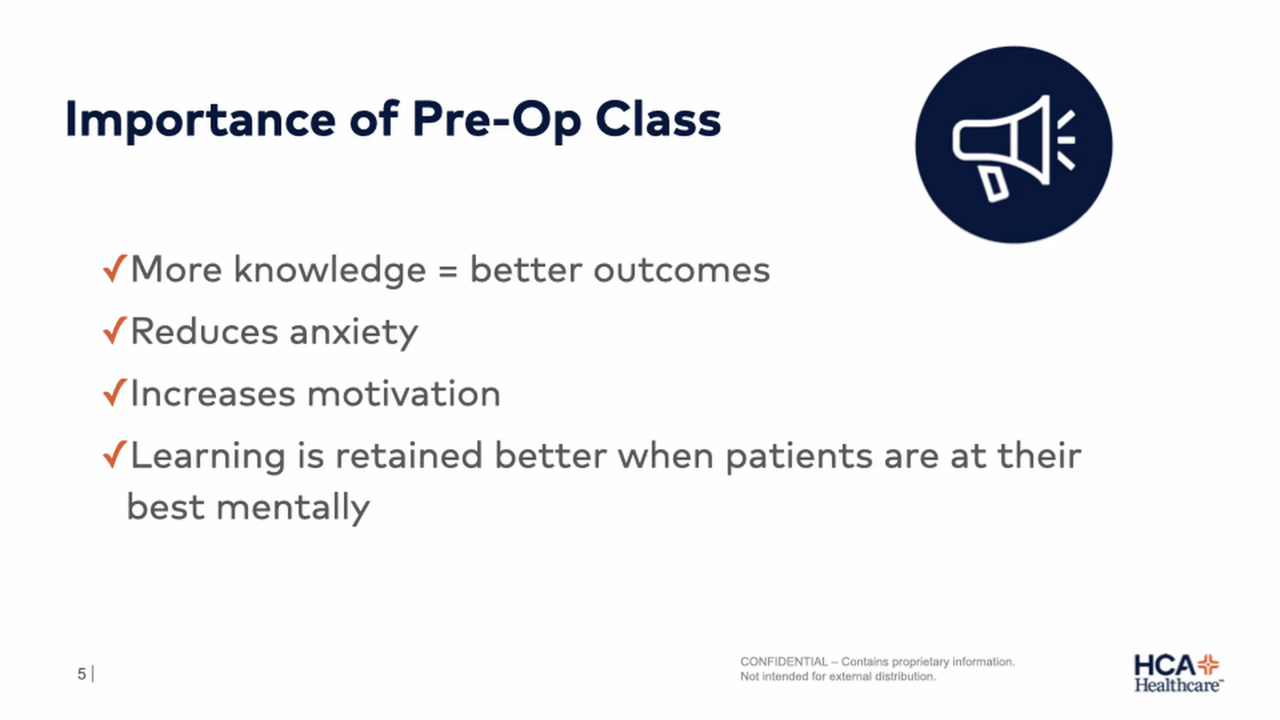 Importance of Pre-Op Class
✓More knowledge = better outcomes
✓Reduces anxiety
✓Increases motivation
✓Learning is retained better when patients are at their
best mentally
5 |
CONFIDENTIAL – Contains proprietary information.
Not intended for external distribution.
HCA
Healthcare™